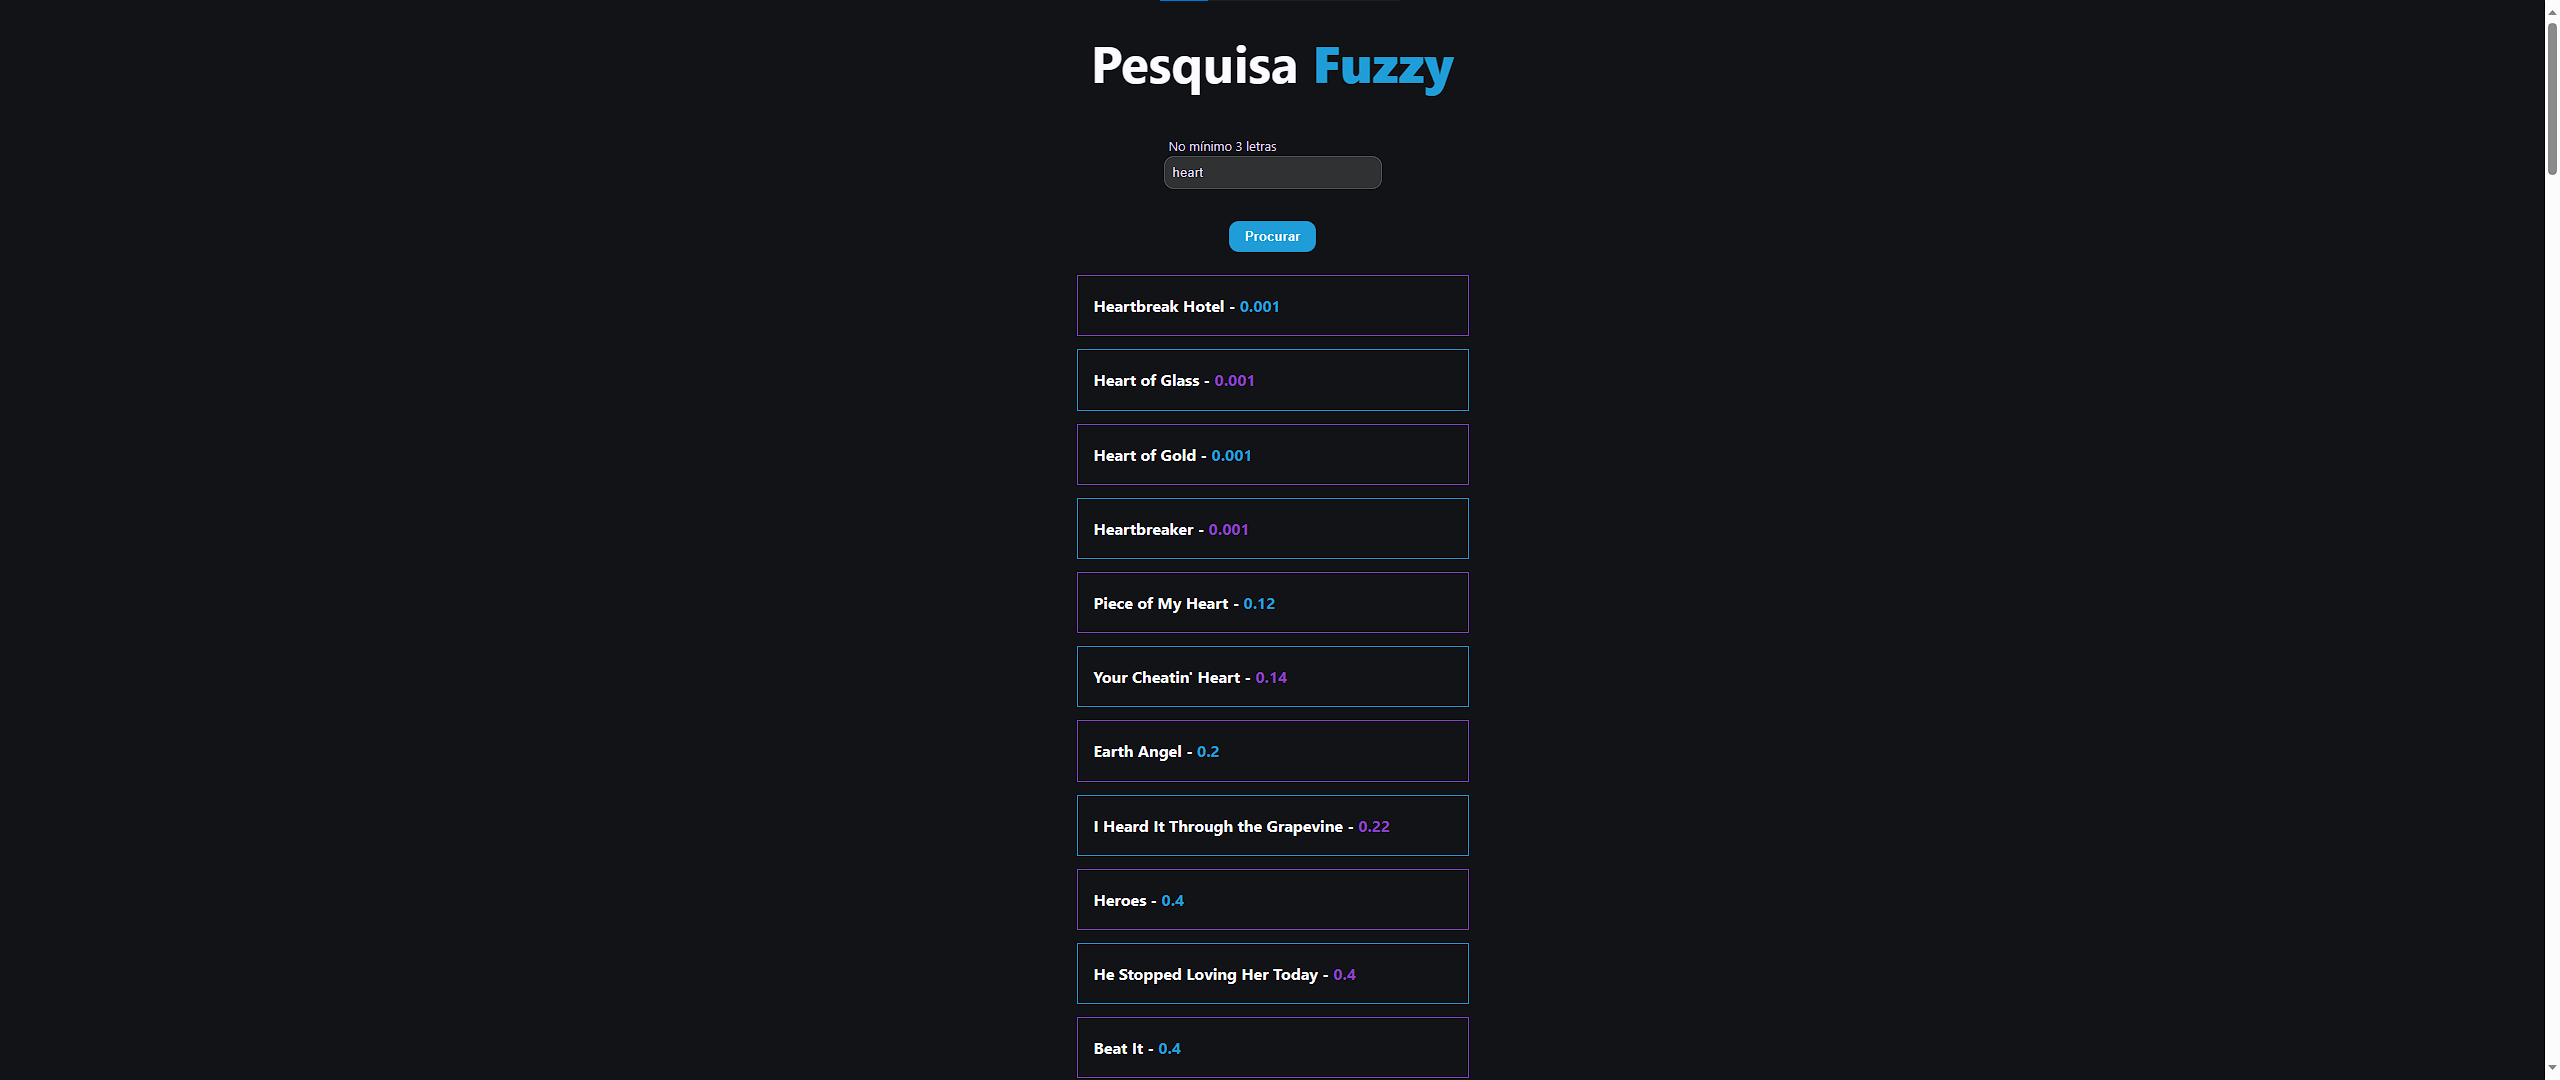 Pesquisa Fuzzy
No mínimo 3 letras
heart
Procurar
Heartbreak Hotel - 0.001
Heart of Glass - 0.001
Heart of Gold - 0.001
Heartbreaker - 0.001
Piece of My Heart - 0.12
Your Cheatin' Heart - 0.14
Earth Angel - 0.2
I Heard It Through the Grapevine - 0.22
Heroes - 0.4
He Stopped Loving Her Today - 0.4
Beat It - 0.4